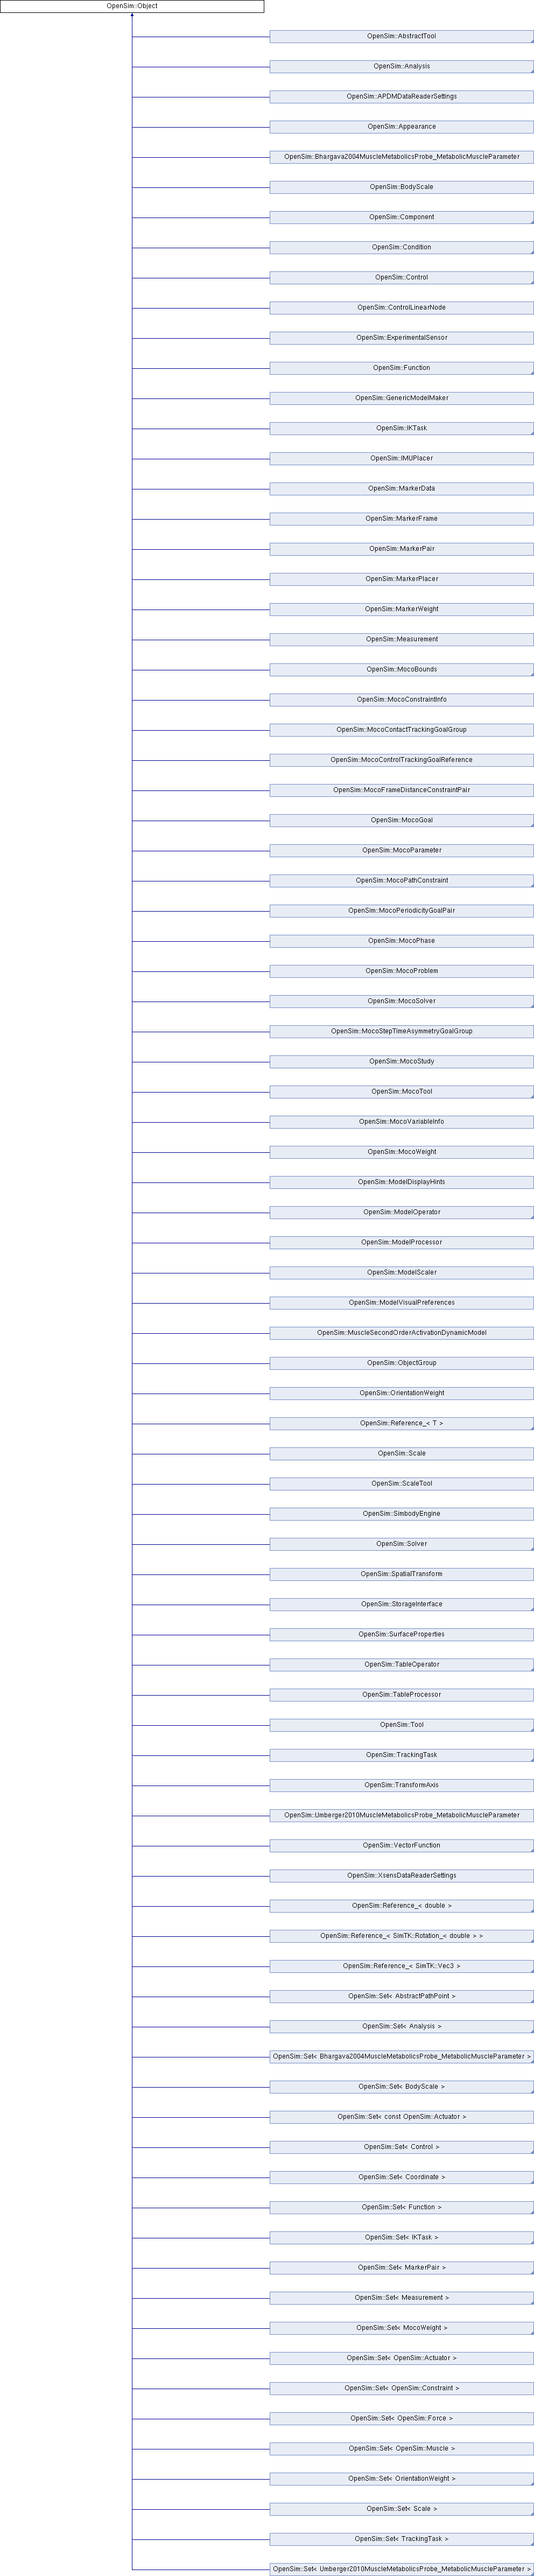 OpenSim::Object
OpenSim::AbstractTool
OpenSim::Analysis
OpenSim::APDMDataReaderSettings
OpenSim::Appearance
OpenSim::Bhargava2004MuscleMetabolicsProbe_MetabolicMuscleParameter
OpenSim::BodyScale
OpenSim::Component
OpenSim::Condition
OpenSim::Control
OpenSim::ControlLinearNode
OpenSim::ExperimentalSensor
OpenSim::Function
OpenSim::GenericModelMaker
OpenSim::IKTask
OpenSim::IMUPlacer
OpenSim::MarkerData
OpenSim::MarkerFrame
OpenSim::MarkerPair
OpenSim::MarkerPlacer
OpenSim::MarkerWeight
OpenSim::Measurement
OpenSim::MocoBounds
OpenSim::MocoConstraintInfo
OpenSim::MocoContactTrackingGoalGroup
OpenSim::MocoControlTrackingGoalReference
OpenSim::MocoFrameDistanceConstraintPair
OpenSim::MocoGoal
OpenSim::MocoParameter
OpenSim::MocoPathConstraint
OpenSim::MocoPeriodicityGoalPair
OpenSim::MocoPhase
OpenSim::MocoProblem
OpenSim::MocoSolver
OpenSim::MocoStepTimeAsymmetryGoalGroup
OpenSim::MocoStudy
OpenSim::MocoTool
OpenSim::MocoVariableInfo
OpenSim::MocoWeight
OpenSim::ModelDisplayHints
OpenSim::ModelOperator
OpenSim::ModelProcessor
OpenSim::ModelScaler
OpenSim::ModelVisualPreferences
OpenSim::MuscleSecondOrderActivationDynamicModel
OpenSim::ObjectGroup
OpenSim::OrientationWeight
OpenSim::Reference_< T >
OpenSim::Scale
OpenSim::ScaleTool
OpenSim::SimbodyEngine
OpenSim::Solver
OpenSim::SpatialTransform
OpenSim::StorageInterface
OpenSim::SurfaceProperties
OpenSim::TableOperator
OpenSim::TableProcessor
OpenSim::Tool
OpenSim::TrackingTask
OpenSim::TransformAxis
OpenSim::Umberger2010MuscleMetabolicsProbe_MetabolicMuscleParameter
OpenSim::VectorFunction
OpenSim::XsensDataReaderSettings
OpenSim::Reference_< double >
OpenSim::Reference_< SimTK::Rotation_< double > >
OpenSim::Reference_< SimTK::Vec3 >
OpenSim::Set< AbstractPathPoint >
OpenSim::Set< Analysis >
OpenSim::Set< Bhargava2004MuscleMetabolicsProbe_MetabolicMuscleParameter >
OpenSim::Set< BodyScale >
OpenSim::Set< const OpenSim::Actuator >
OpenSim::Set< Control >
OpenSim::Set< Coordinate >
OpenSim::Set< Function >
OpenSim::Set< IKTask >
OpenSim::Set< MarkerPair >
OpenSim::Set< Measurement >
OpenSim::Set< MocoWeight >
OpenSim::Set< OpenSim::Actuator >
OpenSim::Set< OpenSim::Constraint >
OpenSim::Set< OpenSim::Force >
OpenSim::Set< OpenSim::Muscle >
OpenSim::Set< OrientationWeight >
OpenSim::Set< Scale >
OpenSim::Set< TrackingTask >
OpenSim::Set< Umberger2010MuscleMetabolicsProbe_MetabolicMuscleParameter >